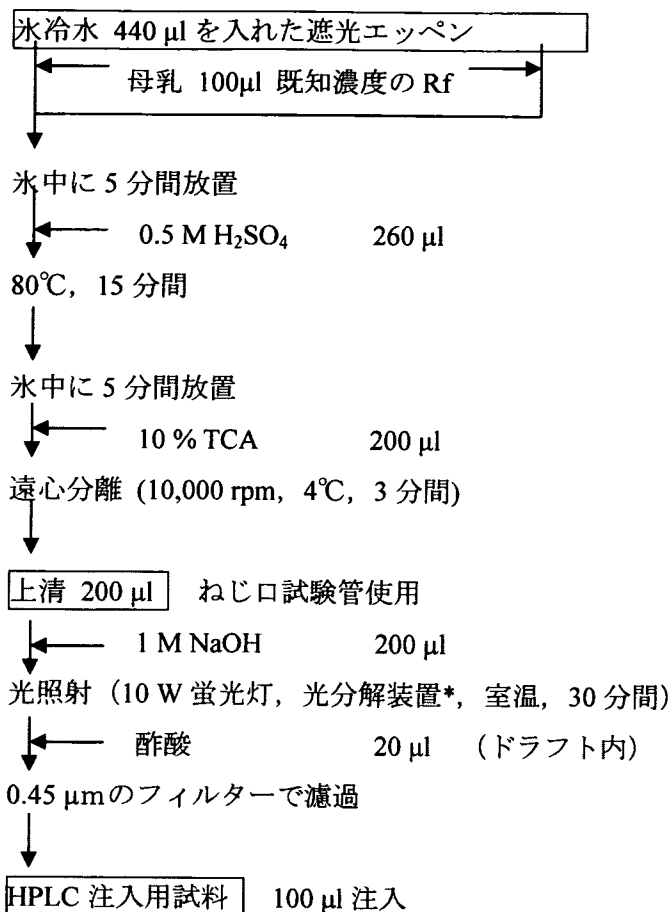 氷冷水 440 µl を入れた遮光エッペン
母乳 100µl 既知濃度の Rf
氷中に 5 分間放置
0.5 M H₂SO₄ 260 µl
80℃, 15 分間
氷中に 5 分間放置
10 % TCA 200 µl
遠心分離 (10,000 rpm, 4℃, 3 分間)
上清 200 µl ねじ口試験管使用
1 M NaOH 200 µl
光照射 (10 W 蛍光灯, 光分解装置*, 室温, 30 分間)
酢酸 20 µl (ドラフト内)
0.45 µmのフィルターで濾過
HPLC 注入用試料 100 µl 注入